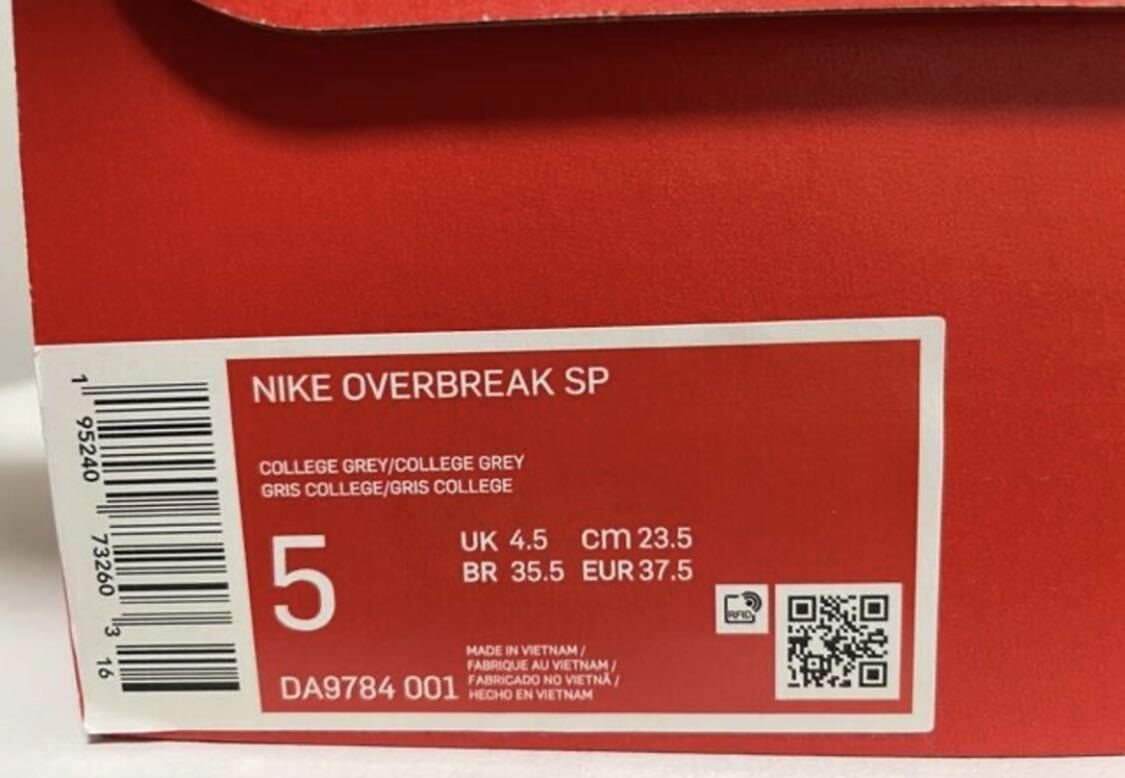 NIKE OVERBREAK SP
COLLEGE GREY/COLLEGE GREY
GRIS COLLEGE/GRIS COLLEGE
5
UK 4.5 cm 23.5
BR 35.5 EUR 37.5
RFID
MADE IN VIETNAM /
FABRIQUE AU VIETNAM /
FABRICADO NO VIETNÃ /
HECHO EN VIETNAM
DA9784 001
1 95240 73260 3 16